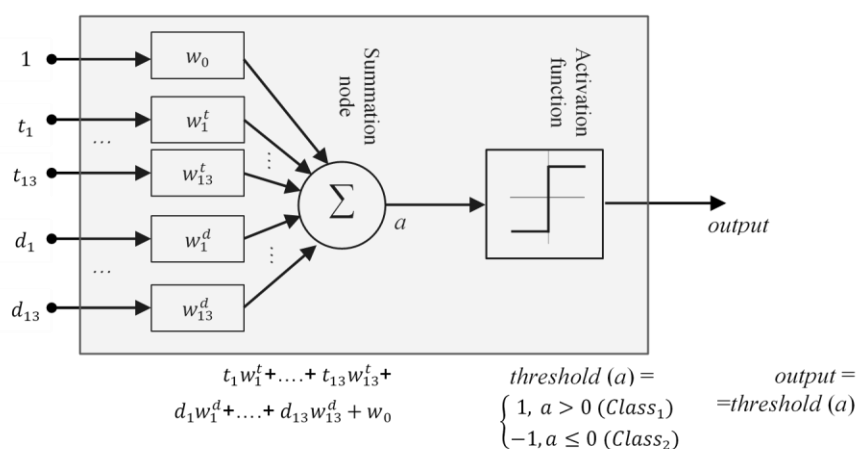 1
w₀
Summation
node
Activation
function
t₁
w₁ᵗ
...
...
t₁₃
w₁₃ᵗ
∑
a
output
d₁
w₁ᵈ
...
...
d₁₃
w₁₃ᵈ
t₁w₁ᵗ+....+ t₁₃w₁₃ᵗ+
d₁w₁ᵈ+....+ d₁₃w₁₃ᵈ + w₀
threshold (a) =
{ 1, a > 0 (Class₁)
−1, a ≤ 0 (Class₂)
output =
=threshold (a)